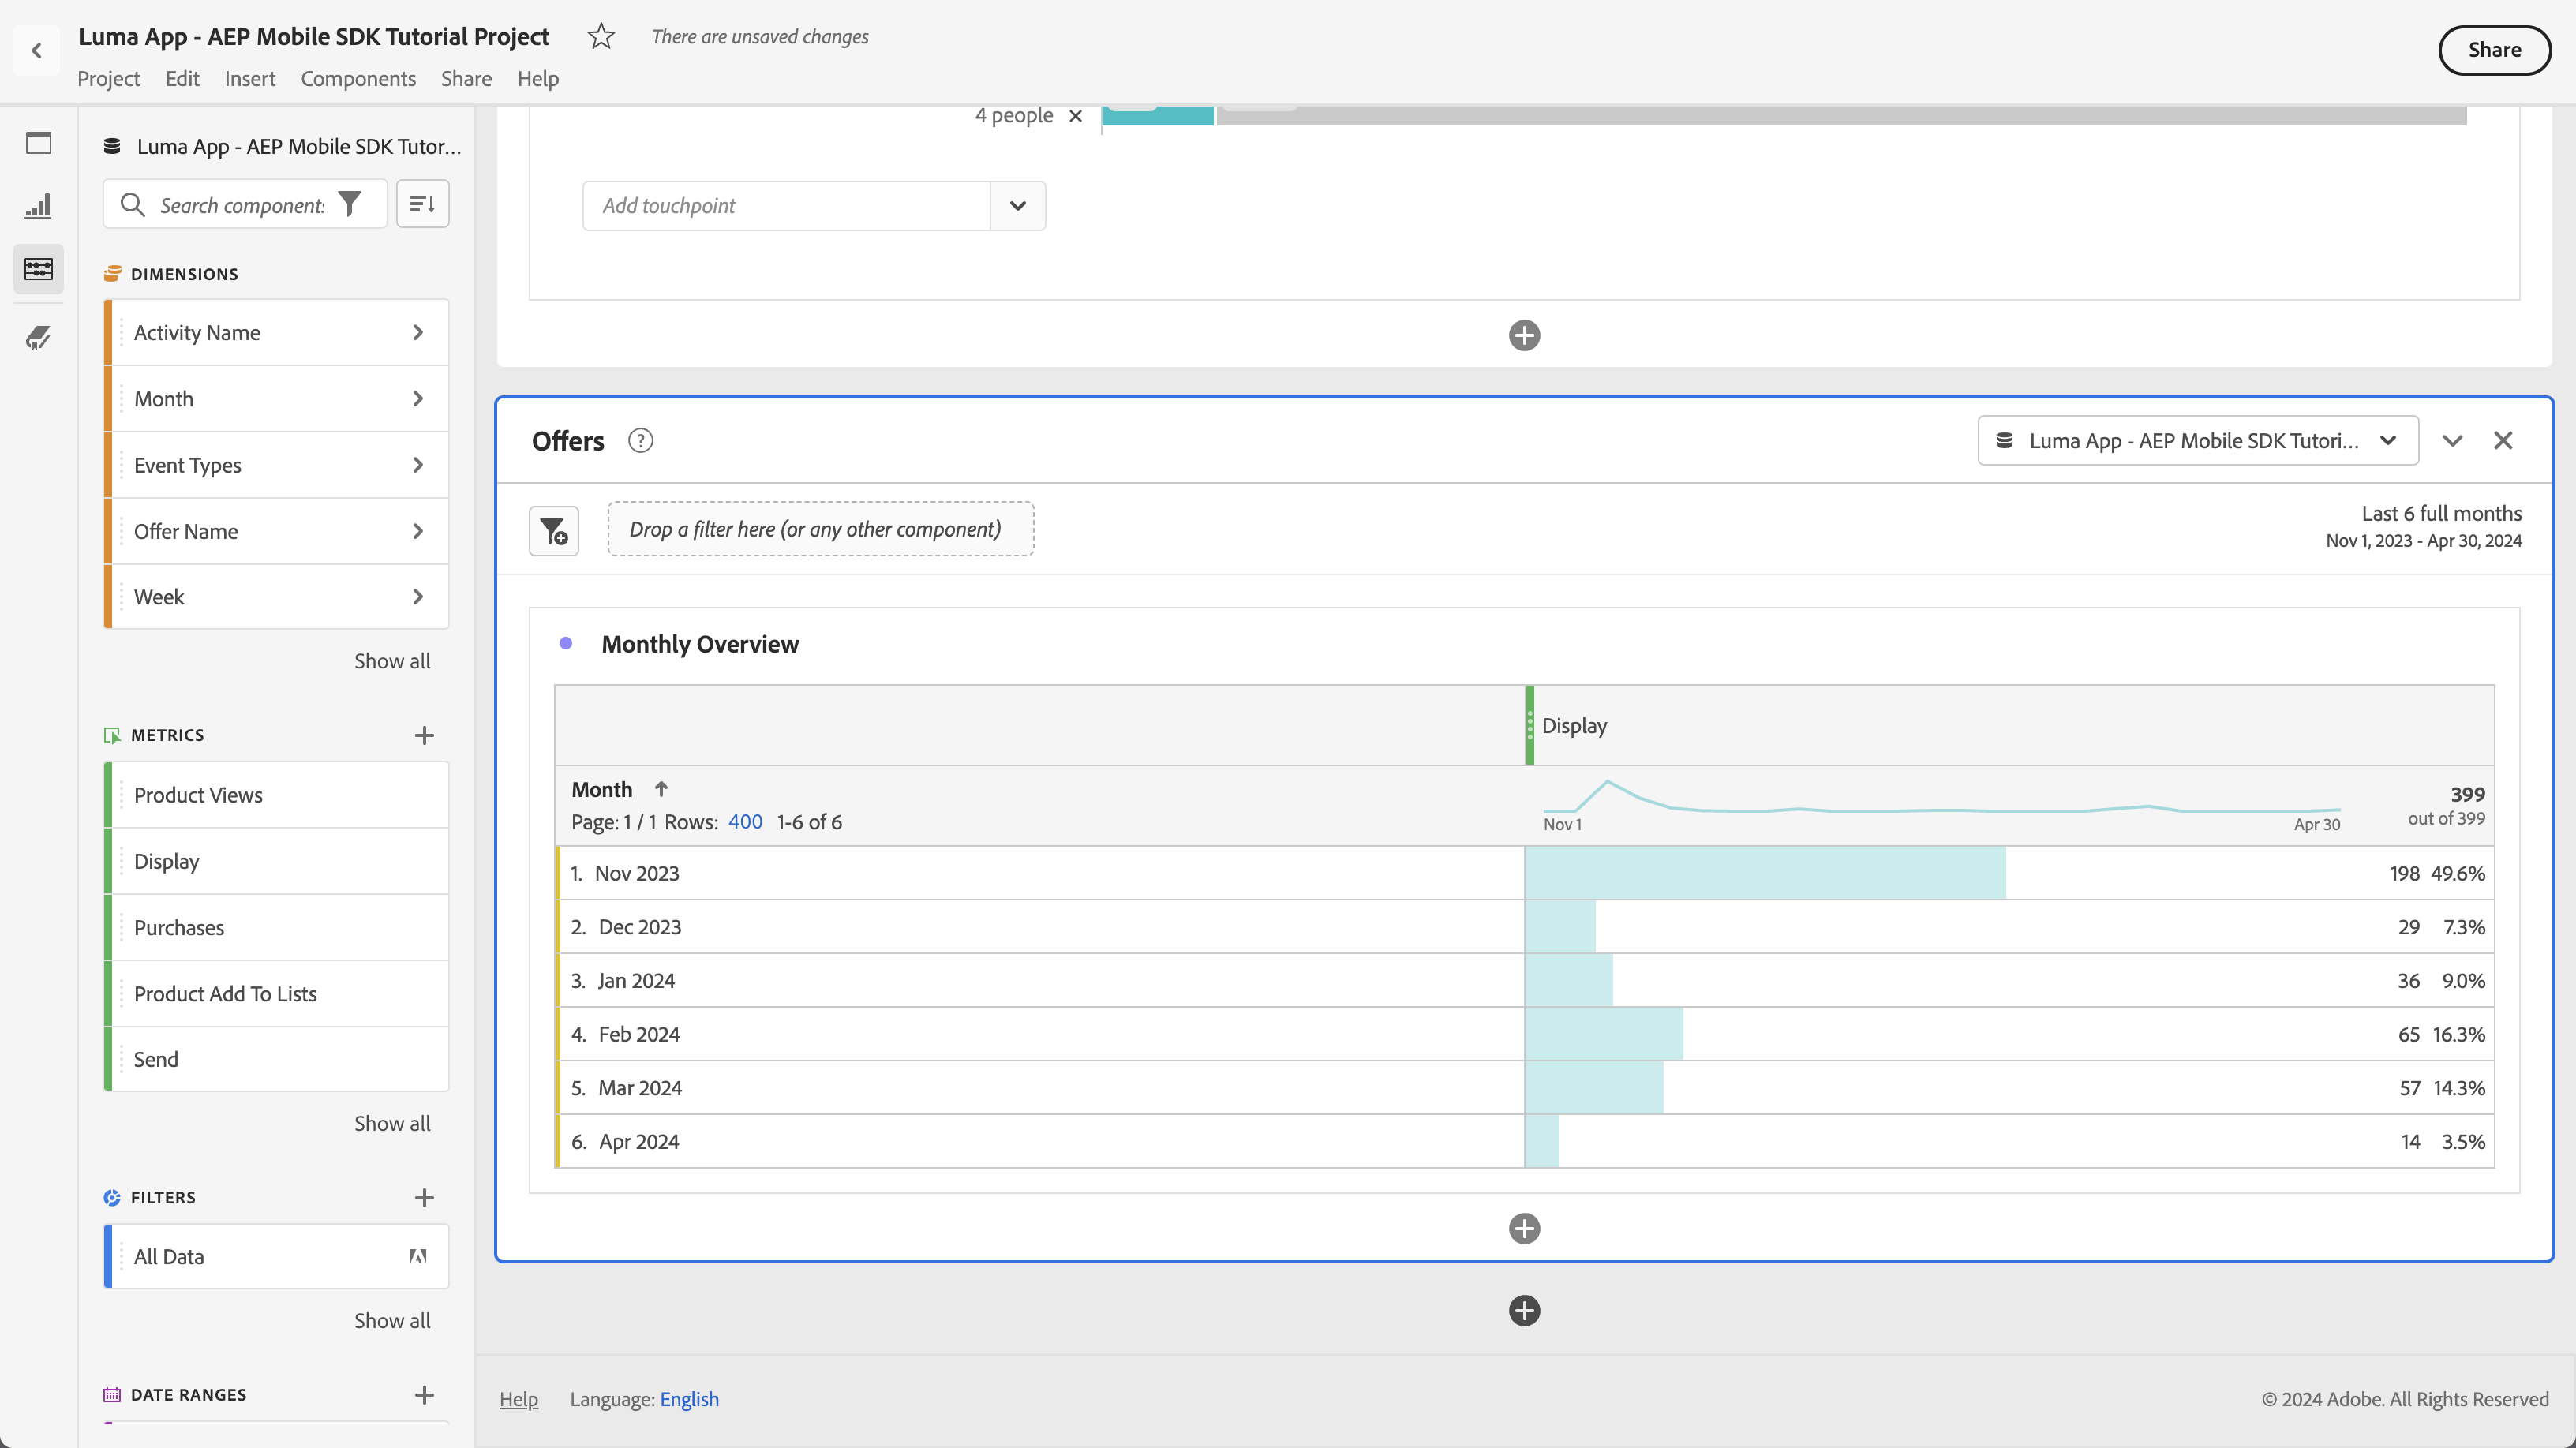 Luma App - AEP Mobile SDK Tutorial Project
There are unsaved changes
Share
Project Edit Insert Components Share Help
Luma App - AEP Mobile SDK Tutor...
Search component
DIMENSIONS
Activity Name
Month
Event Types
Offer Name
Week
Show all
METRICS
Product Views
Display
Purchases
Product Add To Lists
Send
Show all
FILTERS
All Data
Show all
DATE RANGES
4 people
Add touchpoint
Offers ?
Luma App - AEP Mobile SDK Tutori...
Drop a filter here (or any other component)
Last 6 full months
Nov 1, 2023 - Apr 30, 2024
Monthly Overview
Display
Month
Page: 1 / 1 Rows: 400 1-6 of 6
Nov 1
Apr 30
399
out of 399
1. Nov 2023 198 49.6%
2. Dec 2023 29 7.3%
3. Jan 2024 36 9.0%
4. Feb 2024 65 16.3%
5. Mar 2024 57 14.3%
6. Apr 2024 14 3.5%
Help Language: English
© 2024 Adobe. All Rights Reserved